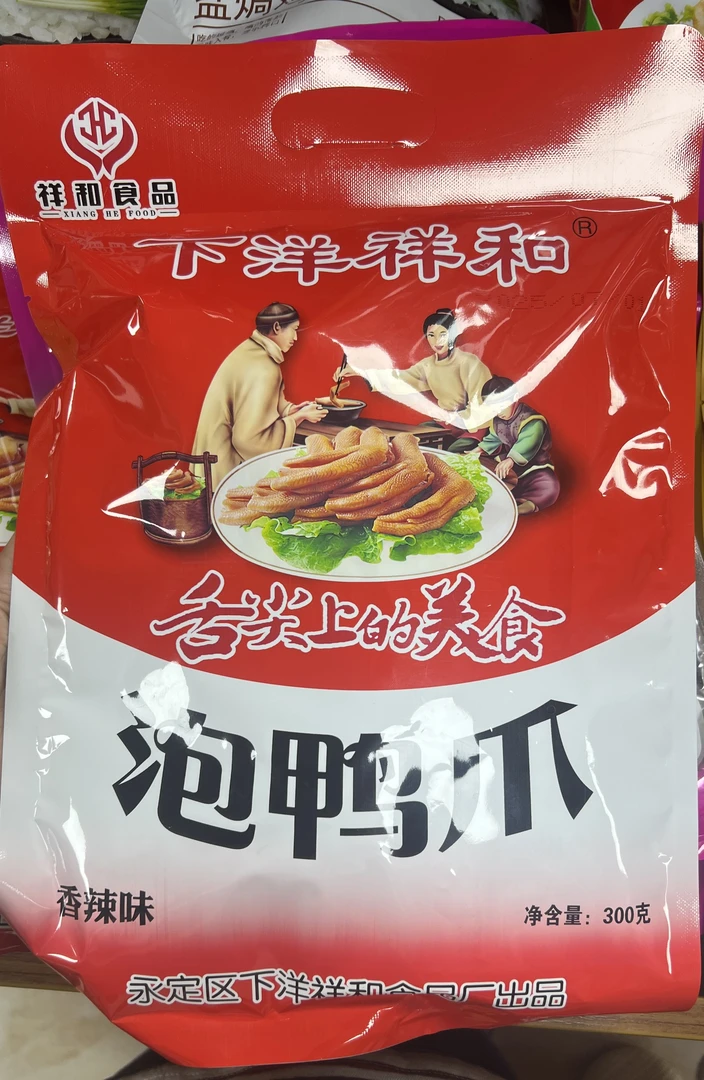 盐焗
祥和食品
XIANG HE FOOD
下洋祥和®
舌尖上的美食
泡鸭爪
香辣味
净含量：300克
永定区下洋祥和食品厂出品